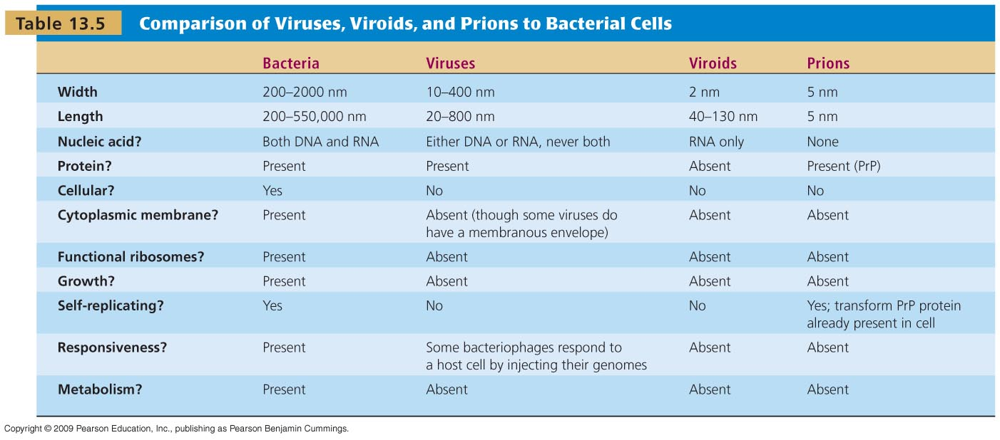 Table 13.5 Comparison of Viruses, Viroids, and Prions to Bacterial Cells
Bacteria Viruses Viroids Prions
Width 200–2000 nm 10–400 nm 2 nm 5 nm
Length 200–550,000 nm 20–800 nm 40–130 nm 5 nm
Nucleic acid? Both DNA and RNA Either DNA or RNA, never both RNA only None
Protein? Present Present Absent Present (PrP)
Cellular? Yes No No No
Cytoplasmic membrane? Present Absent (though some viruses do Absent Absent
have a membranous envelope)
Functional ribosomes? Present Absent Absent Absent
Growth? Present Absent Absent Absent
Self-replicating? Yes No No Yes; transform PrP protein
already present in cell
Responsiveness? Present Some bacteriophages respond to Absent Absent
a host cell by injecting their genomes
Metabolism? Present Absent Absent Absent
Copyright © 2009 Pearson Education, Inc., publishing as Pearson Benjamin Cummings.